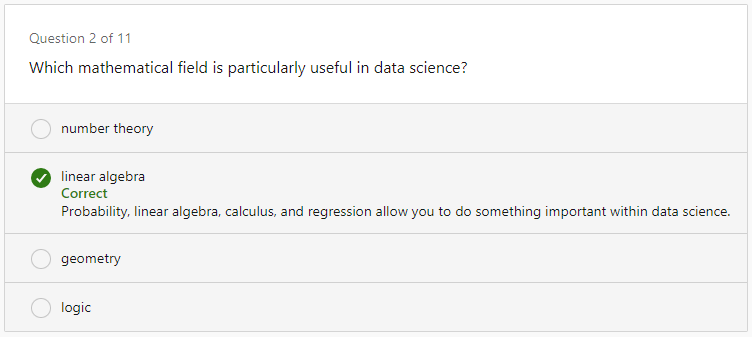 Question 2 of 11
Which mathematical field is particularly useful in data science?
number theory
linear algebra
Correct
Probability, linear algebra, calculus, and regression allow you to do something important within data science.
geometry
logic